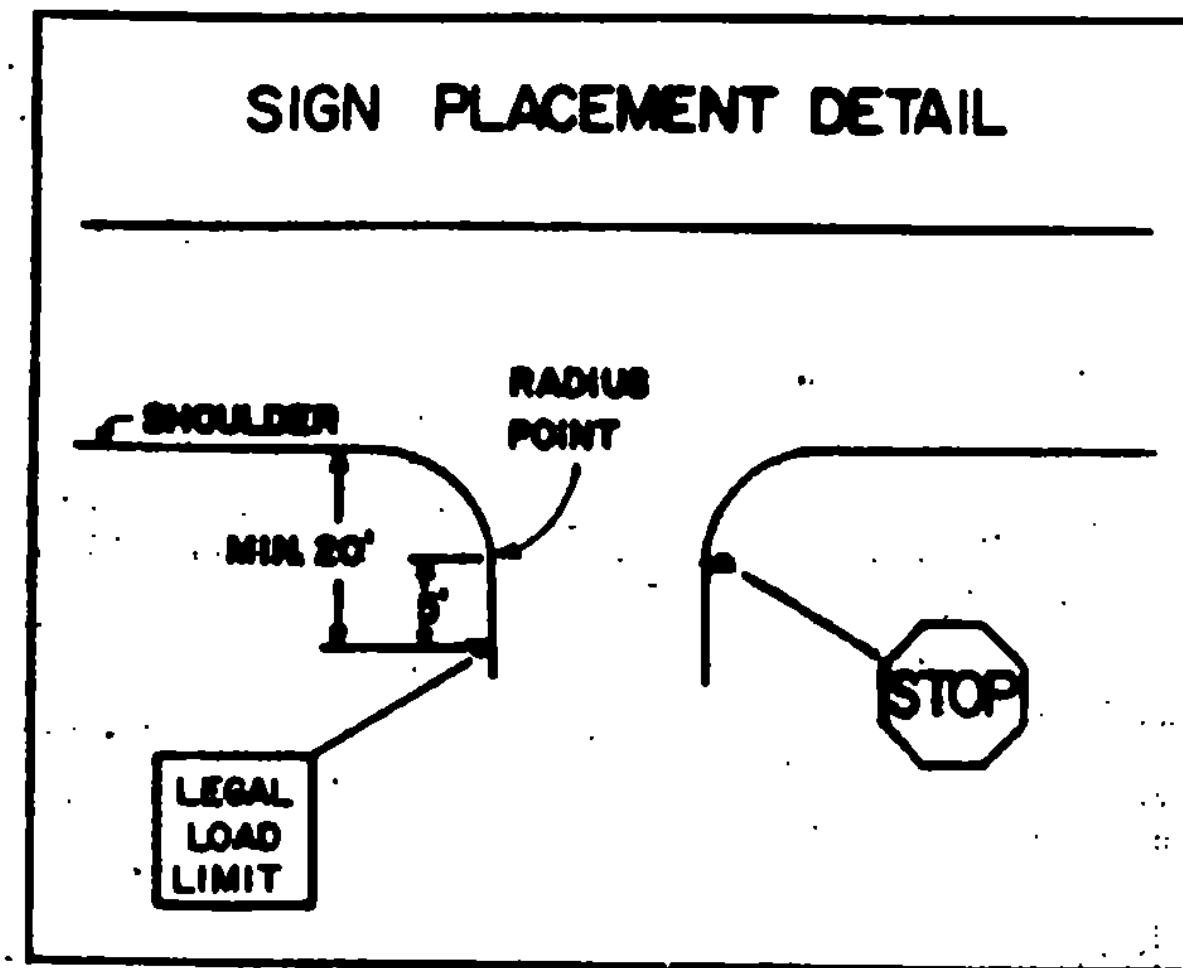 SIGN PLACEMENT DETAIL
RADIUS
POINT
SHOULDER
MIN. 20'
5'
STOP
LEGAL
LOAD
LIMIT